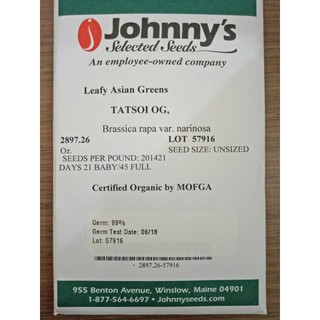 Johnny's
Selected Seeds
An employee-owned company
Leafy Asian Greens
TATSOI OG,
Brassica rapa var. narinosa
2897.26 LOT 57916
Oz. SEED SIZE: UNSIZED
SEEDS PER POUND: 201421
DAYS 21 BABY/45 FULL
Certified Organic by MOFGA
Germ: 99%
Germ Test Date: 06/18
Lot: 57916
- 2897.26-57916
955 Benton Avenue, Winslow, Maine 04901
1-877-564-6697 • Johnnyseeds.com